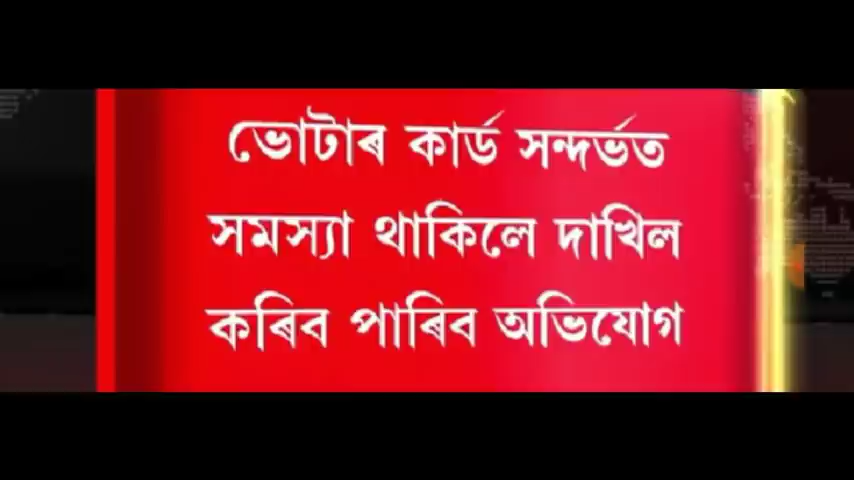 ভোটাৰ কাৰ্ড সন্দৰ্ভত
সমস্যা থাকিলে দাখিল
কৰিব পাৰিব অভিযোগ